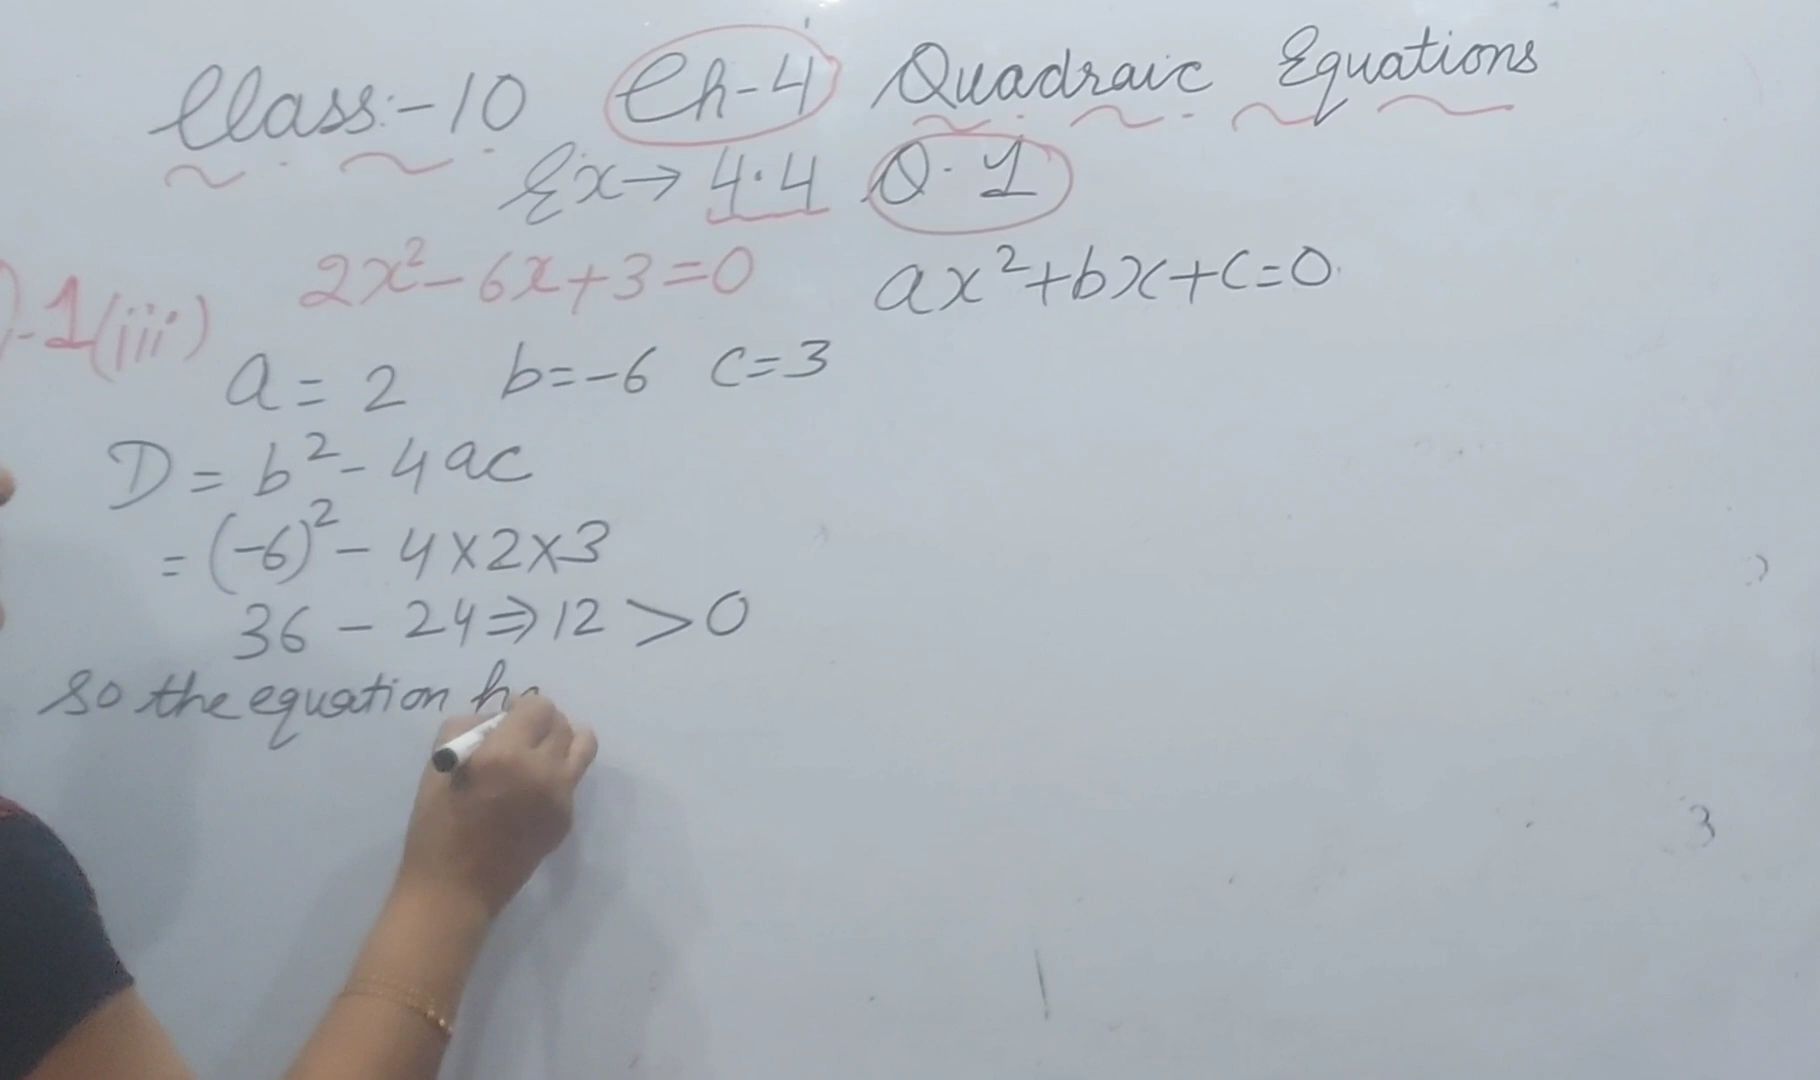 Class:-10 Ch-4 Quadraic Equations
Ex→ 4.4 Q.1
Q-1(iii) 2x²-6x+3=0 ax²+bx+c=0
a=2 b=-6 c=3
D=b²-4ac
=(-6)²-4×2×3
36-24⇒12>0
so the equation
3